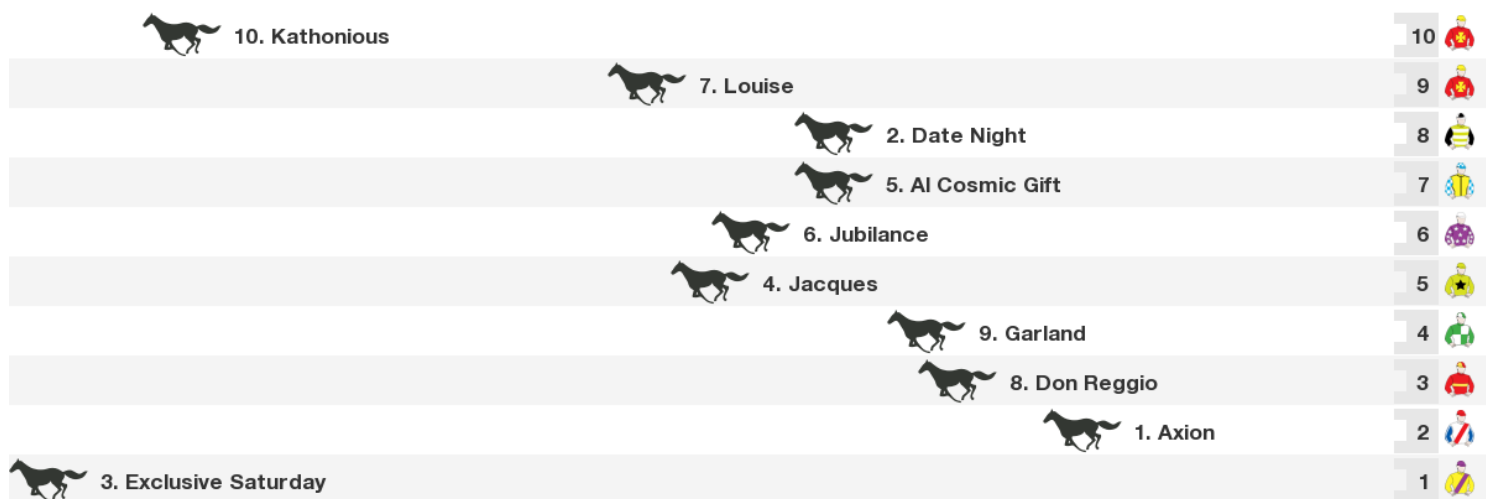 10. Kathonious 10
7. Louise 9
2. Date Night 8
5. Al Cosmic Gift 7
6. Jubilance 6
4. Jacques 5
9. Garland 4
8. Don Reggio 3
1. Axion 2
3. Exclusive Saturday 1